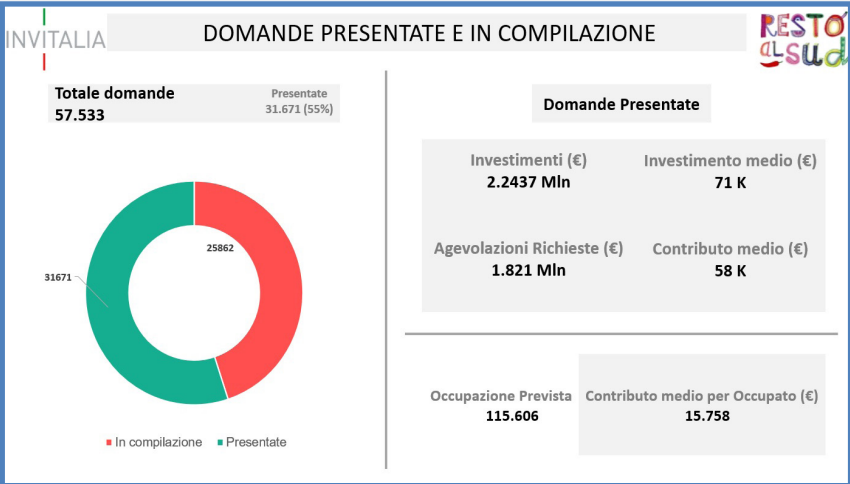 INVITALIA
DOMANDE PRESENTATE E IN COMPILAZIONE
RESTO
al SUD
Totale domande
57.533
Presentate
31.671 (55%)
25862
31671
In compilazione
Presentate
Domande Presentate
Investimenti (€)
2.2437 Mln
Investimento medio (€)
71 K
Agevolazioni Richieste (€)
1.821 Mln
Contributo medio (€)
58 K
Occupazione Prevista
115.606
Contributo medio per Occupato (€)
15.758